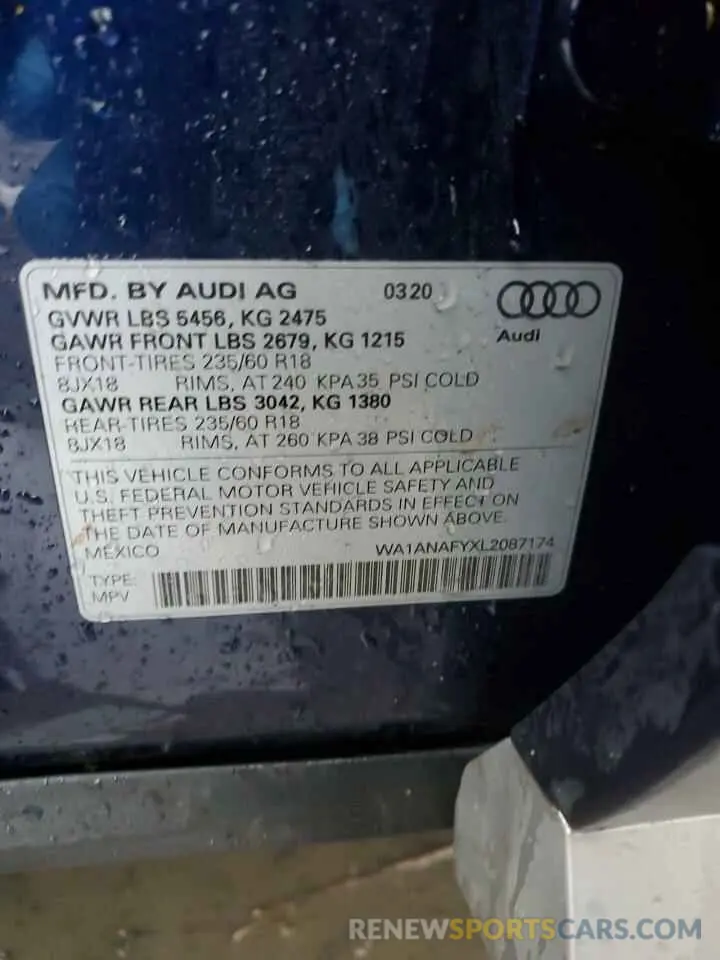 MFD. BY AUDI AG 0320
GVWR LBS 5456, KG 2475
Audi
GAWR FRONT LBS 2679, KG 1215
FRONT-TIRES 235/60 R18
8JX18 RIMS, AT 240 KPA 35 PSI COLD
GAWR REAR LBS 3042, KG 1380
REAR-TIRES 235/60 R18
8JX18 RIMS, AT 260 KPA 38 PSI COLD
THIS VEHICLE CONFORMS TO ALL APPLICABLE
U.S. FEDERAL MOTOR VEHICLE SAFETY AND
THEFT PREVENTION STANDARDS IN EFFECT ON
THE DATE OF MANUFACTURE SHOWN ABOVE.
MEXICO WA1ANAFYXL2087174
TYPE:
MPV
RENEWSPORTSCARS.COM